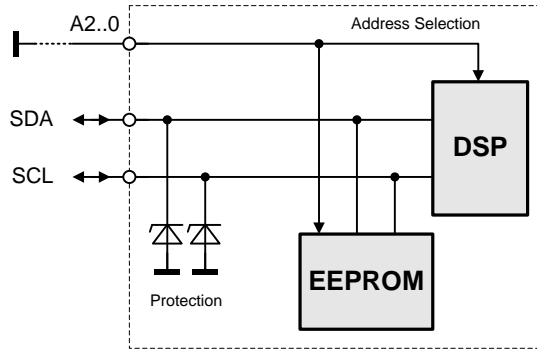 A2..0
Address Selection
SDA
DSP
SCL
EEPROM
Protection